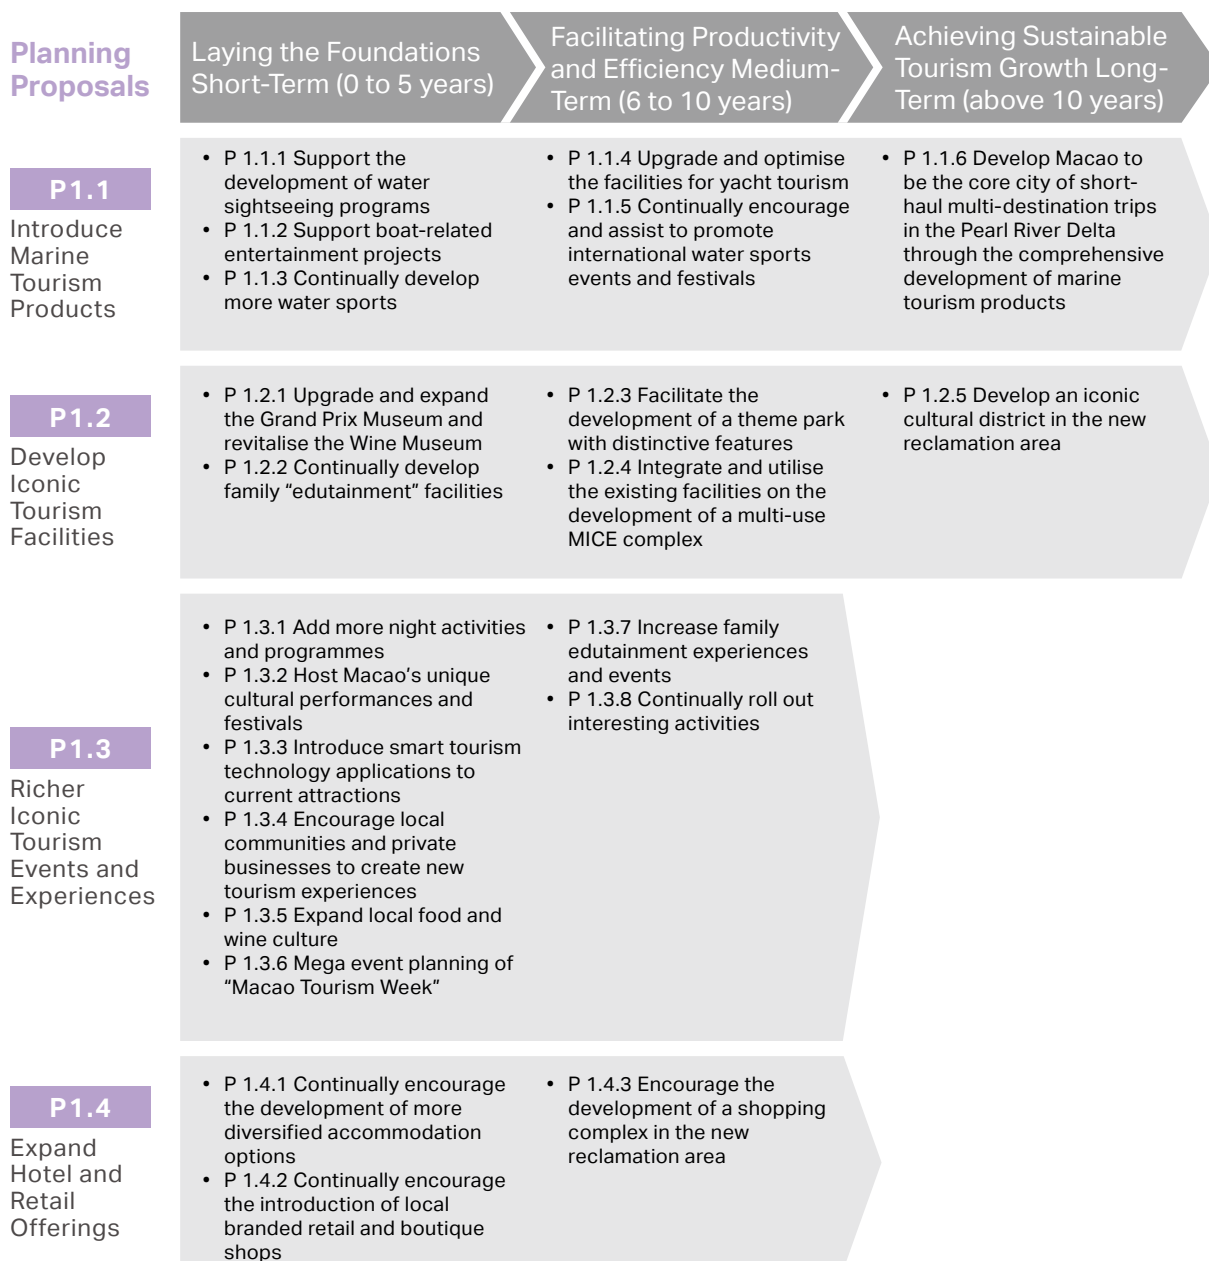 Planning
Proposals
Laying the Foundations
Short-Term (0 to 5 years)
Facilitating Productivity
and Efficiency Medium-
Term (6 to 10 years)
Achieving Sustainable
Tourism Growth Long-
Term (above 10 years)
P1.1
Introduce
Marine
Tourism
Products
• P 1.1.1 Support the
development of water
sightseeing programs
• P 1.1.2 Support boat-related
entertainment projects
• P 1.1.3 Continually develop
more water sports
• P 1.1.4 Upgrade and optimise
the facilities for yacht tourism
• P 1.1.5 Continually encourage
and assist to promote
international water sports
events and festivals
• P 1.1.6 Develop Macao to
be the core city of short-
haul multi-destination trips
in the Pearl River Delta
through the comprehensive
development of marine
tourism products
P1.2
Develop
Iconic
Tourism
Facilities
• P 1.2.1 Upgrade and expand
the Grand Prix Museum and
revitalise the Wine Museum
• P 1.2.2 Continually develop
family “edutainment” facilities
• P 1.2.3 Facilitate the
development of a theme park
with distinctive features
• P 1.2.4 Integrate and utilise
the existing facilities on the
development of a multi-use
MICE complex
• P 1.2.5 Develop an iconic
cultural district in the new
reclamation area
P1.3
Richer
Iconic
Tourism
Events and
Experiences
• P 1.3.1 Add more night activities
and programmes
• P 1.3.2 Host Macao’s unique
cultural performances and
festivals
• P 1.3.3 Introduce smart tourism
technology applications to
current attractions
• P 1.3.4 Encourage local
communities and private
businesses to create new
tourism experiences
• P 1.3.5 Expand local food and
wine culture
• P 1.3.6 Mega event planning of
“Macao Tourism Week”
• P 1.3.7 Increase family
edutainment experiences
and events
• P 1.3.8 Continually roll out
interesting activities
P1.4
Expand
Hotel and
Retail
Offerings
• P 1.4.1 Continually encourage
the development of more
diversified accommodation
options
• P 1.4.2 Continually encourage
the introduction of local
branded retail and boutique
shops
• P 1.4.3 Encourage the
development of a shopping
complex in the new
reclamation area